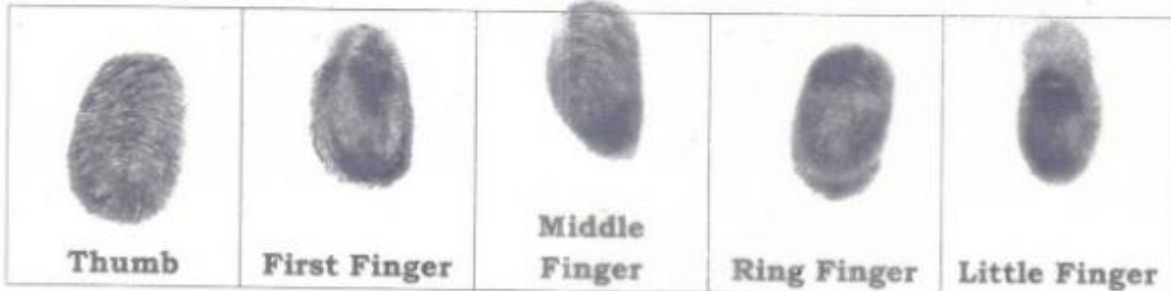 Thumb
First Finger
Middle
Finger
Ring Finger
Little Finger